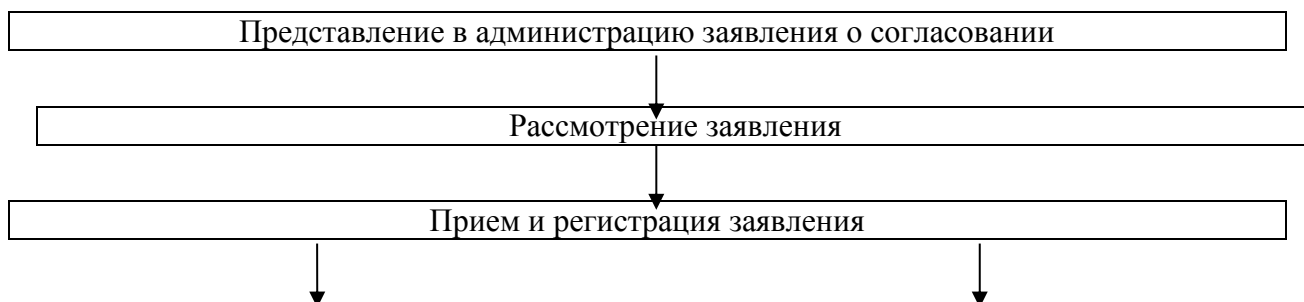 Представление в администрацию заявления о согласовании
Рассмотрение заявления
Прием и регистрация заявления